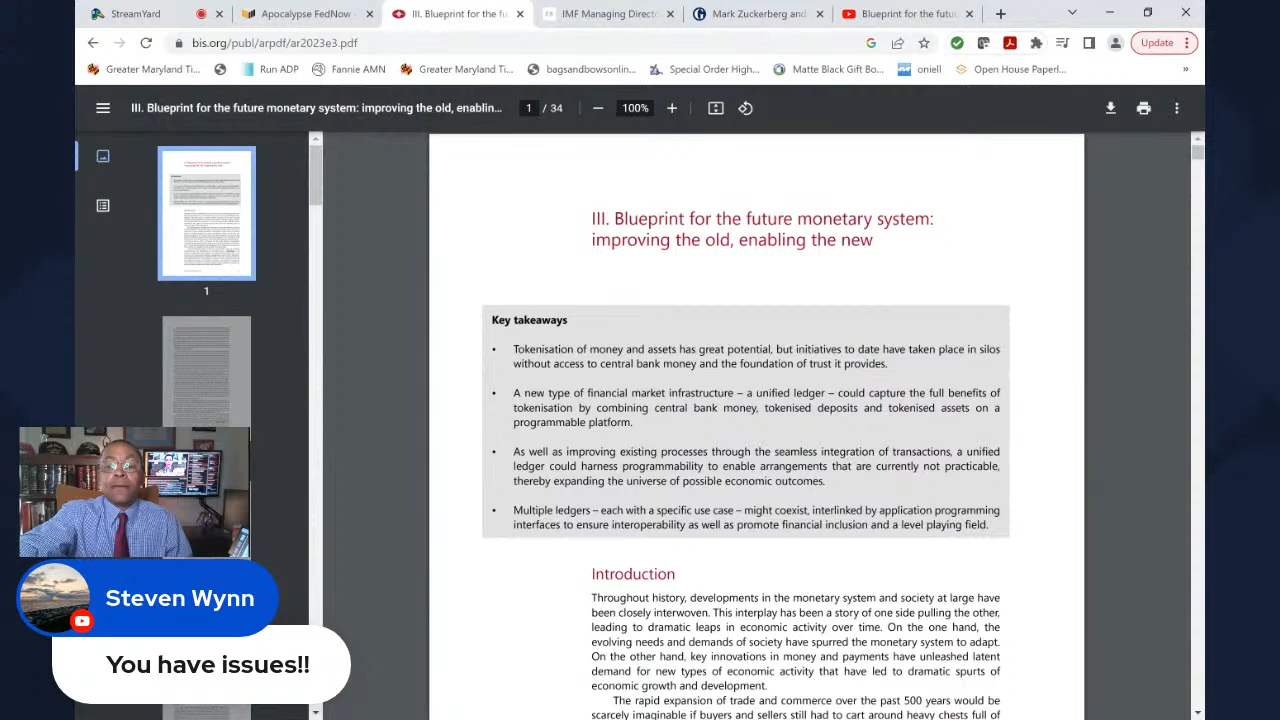 StreamYard
Apocalypse FedNow -
III. Blueprint for the fu
IMF Managing Direct
Mark Zuckerberg and
Blueprint for the futur
bis.org/publ/arpdf/ar2023e3.pdf
Update
Greater Maryland Ti...
Run ADP
Fannie AMN
Greater Maryland Ti...
bagsandbowsonlin...
Special Order High...
Matte Black Gift Bo...
oniell
Open House Paperl...
»
III. Blueprint for the future monetary system: improving the old, enablin...
1 / 34
100%
1
III. Blueprint for the future monetary system:
improving the old, enabling the new
Key takeaways
• Tokenisation of money and assets has great potential, but initiatives to date have taken place in silos
without access to central bank money and the foundation of trust it provides.
• A new type of financial market infrastructure – a unified ledger – could capture the full benefits of
tokenisation by combining central bank money, tokenised deposits and tokenised assets on a
programmable platform.
• As well as improving existing processes through the seamless integration of transactions, a unified
ledger could harness programmability to enable arrangements that are currently not practicable,
thereby expanding the universe of possible economic outcomes.
• Multiple ledgers – each with a specific use case – might coexist, interlinked by application programming
interfaces to ensure interoperability as well as promote financial inclusion and a level playing field.
Introduction
Throughout history, developments in the monetary system and society at large have
been closely interwoven. This interplay has been a story of one side pulling the other,
leading to dramatic leaps in economic activity over time. On the one hand, the
evolving needs and demands of society have spurred the monetary system to adapt.
On the other hand, key innovations in money and payments have unleashed latent
demand for new types of economic activity that have led to dramatic spurts of
economic growth and development.
The rapid expansion of trade and commerce over the past 500 years would be
scarcely imaginable if buyers and sellers still had to cart around heavy chests full of
Steven Wynn
You have issues!!